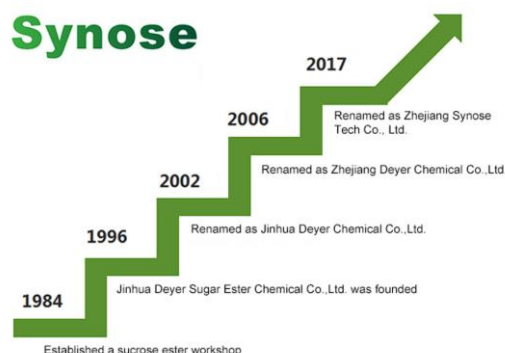 Synose
2017
Renamed as Zhejiang Synose
Tech Co., Ltd.
2006
Renamed as Zhejiang Deyer Chemical Co.,Ltd
2002
Renamed as Jinhua Deyer Chemical Co.,Ltd.
1996
Jinhua Deyer Sugar Ester Chemical Co.,Ltd. was founded
1984
Established a sucrose ester workshop